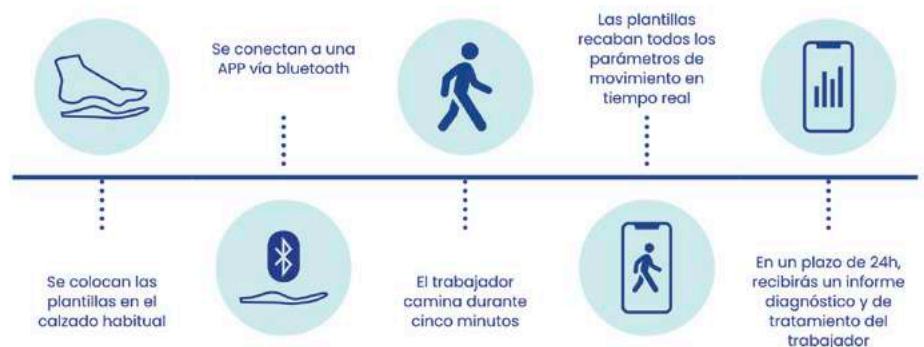 Se colocan las
plantillas en el
calzado habitual
Se conectan a una
APP vía bluetooth
El trabajador
camina durante
cinco minutos
Las plantillas
recaban todos los
parámetros de
movimiento en
tiempo real
En un plazo de 24h,
recibirás un informe
diagnóstico y de
tratamiento del
trabajador